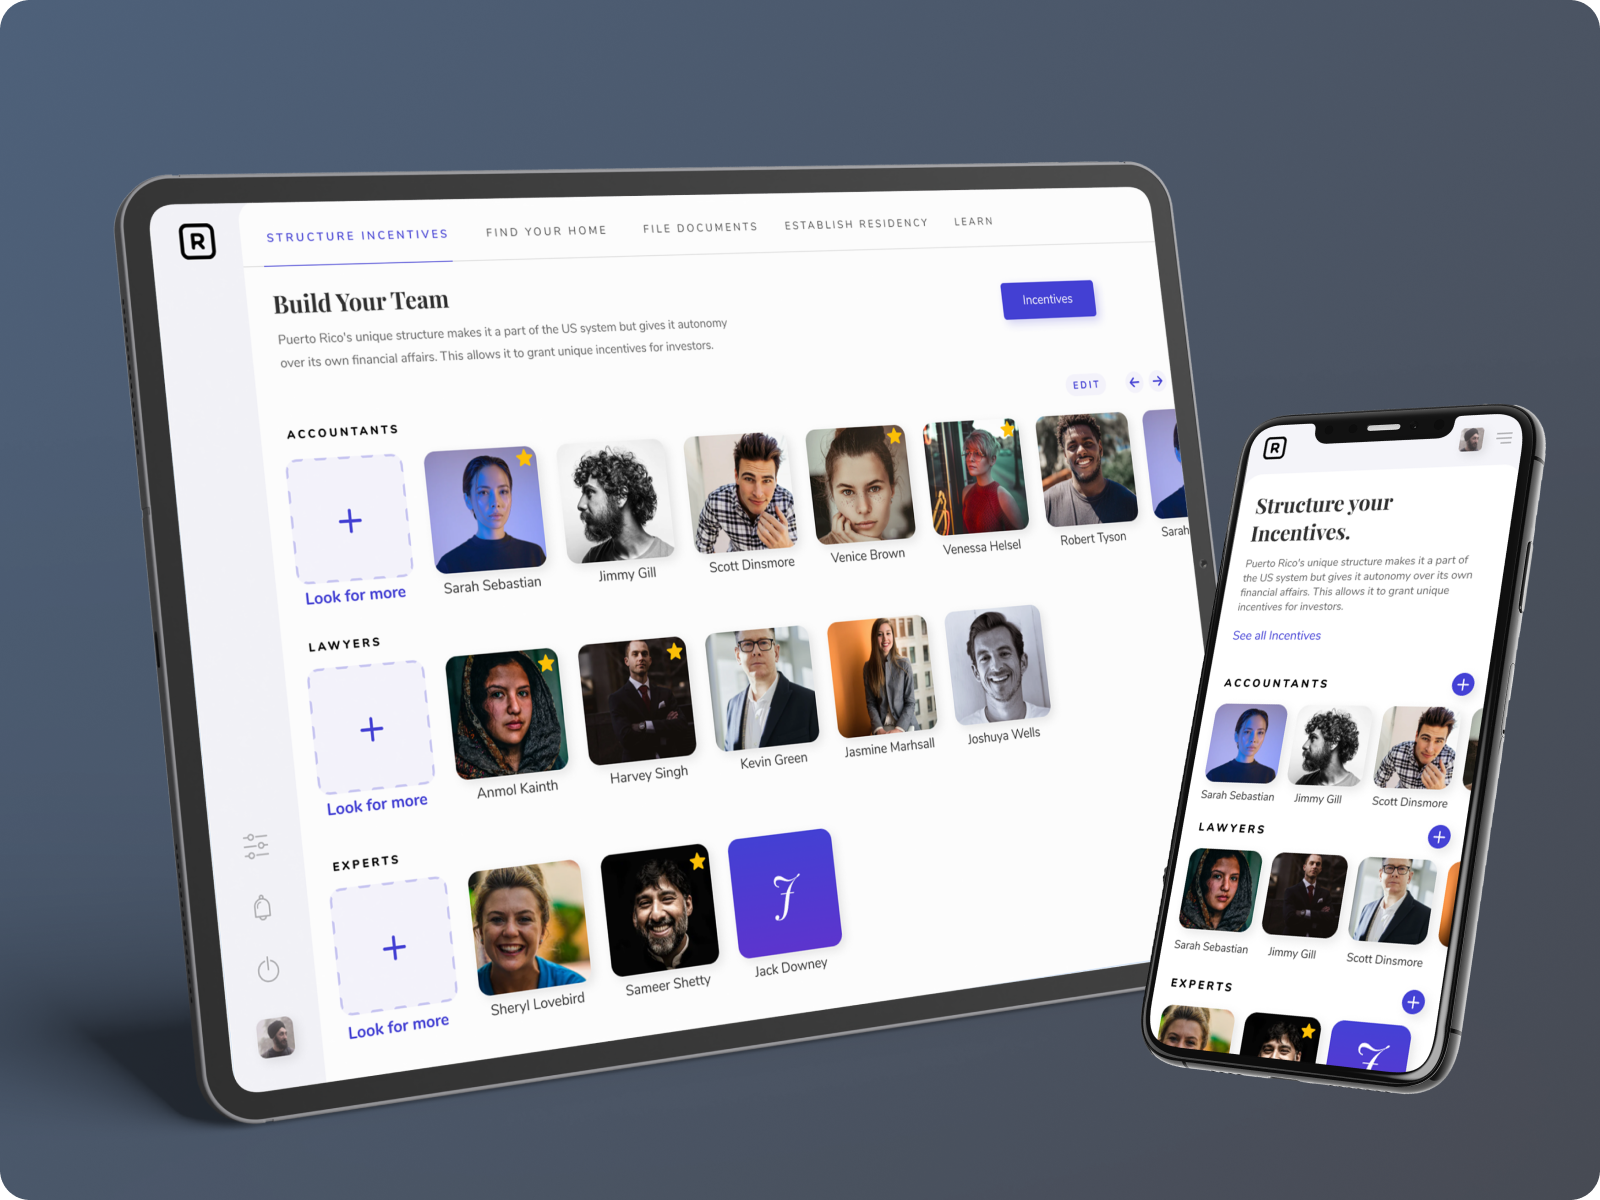 R
STRUCTURE INCENTIVES
FIND YOUR HOME
FILE DOCUMENTS
ESTABLISH RESIDENCY
LEARN
Build Your Team
Puerto Rico's unique structure makes it a part of the US system but gives it autonomy
over its own financial affairs. This allows it to grant unique incentives for investors.
Incentives
EDIT
ACCOUNTANTS
Look for more
Sarah Sebastian
Jimmy Gill
Scott Dinsmore
Venice Brown
Venessa Helsel
Robert Tyson
Sarah
LAWYERS
Look for more
Anmol Kainth
Harvey Singh
Kevin Green
Jasmine Marhsall
Joshuya Wells
EXPERTS
Look for more
Sheryl Lovebird
Sameer Shetty
J
Jack Downey
R
Structure your
Incentives.
Puerto Rico's unique structure makes it a part of
the US system but gives it autonomy over its own
financial affairs. This allows it to grant unique
incentives for investors.
See all Incentives
ACCOUNTANTS
Sarah Sebastian
Jimmy Gill
Scott Dinsmore
LAWYERS
Sarah Sebastian
Jimmy Gill
Scott Dinsmore
EXPERTS
J